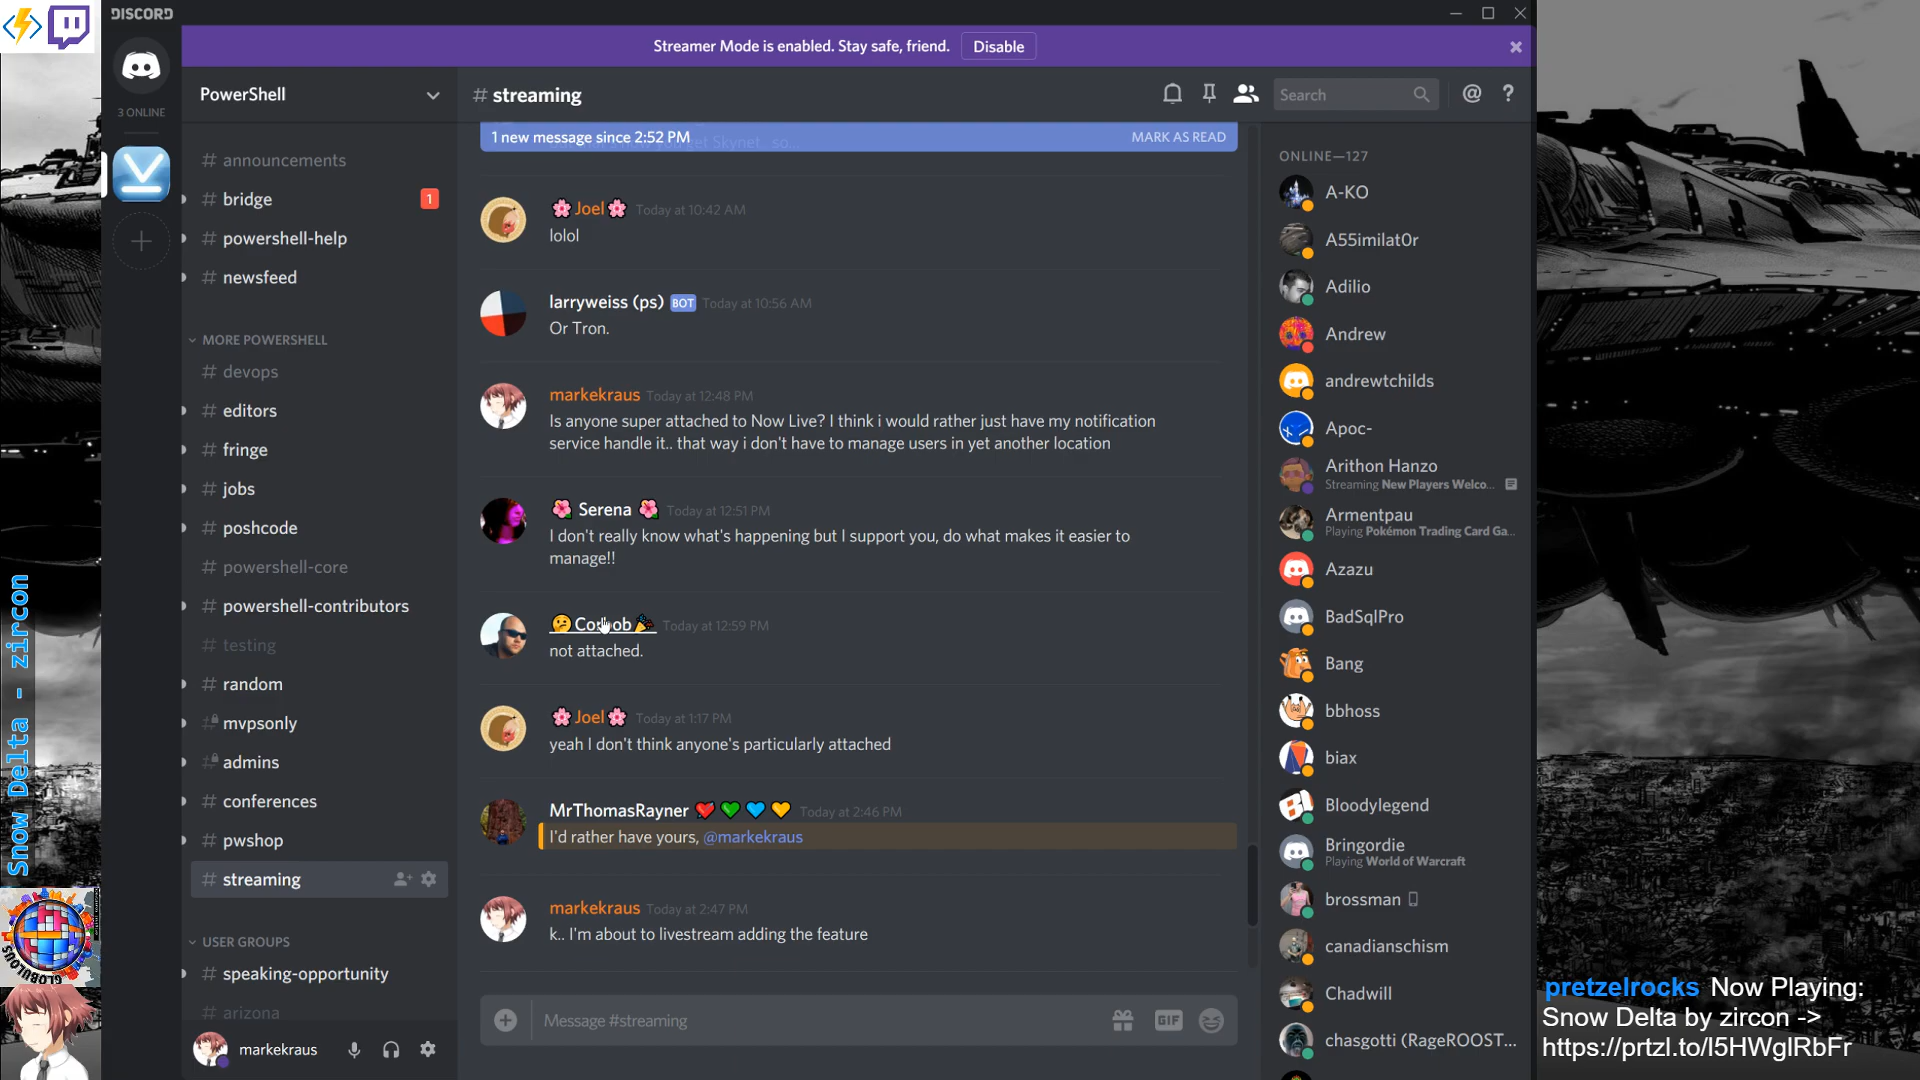 DISCORD
Streamer Mode is enabled. Stay safe, friend.
Disable
3 ONLINE
PowerShell
# announcements
# bridge
1
# powershell-help
# newsfeed
MORE POWERSHELL
# devops
# editors
# fringe
# jobs
# poshcode
# powershell-core
# powershell-contributors
# testing
# random
# mvpsonly
# admins
# conferences
# pwshop
# streaming
USER GROUPS
# speaking-opportunity
# arizona
markekraus
# streaming
Search
1 new message since 2:52 PM
MARK AS READ
Joel Today at 10:42 AM
lolol
larryweiss (ps) BOT Today at 10:56 AM
Or Tron.
markekraus Today at 12:48 PM
Is anyone super attached to Now Live? I think i would rather just have my notification
service handle it.. that way i don't have to manage users in yet another location
Serena Today at 12:51 PM
I don't really know what's happening but I support you, do what makes it easier to
manage!!
Today at 12:59 PM
not attached.
Joel Today at 1:17 PM
yeah I don't think anyone's particularly attached
MrThomasRayner Today at 2:46 PM
I'd rather have yours, @markekraus
markekraus Today at 2:47 PM
k.. I'm about to livestream adding the feature
Message #streaming
GIF
ONLINE—127
A-KO
A55imilat0r
Adilio
Andrew
andrewtchilds
Apoc-
Arithon Hanzo
Streaming New Players Welco...
Armentpau
Playing Pokémon Trading Card Ga...
Azazu
BadSqlPro
Bang
bbhoss
biax
Bloodylegend
Bringordie
Playing World of Warcraft
brossman
canadianschism
Chadwill
chasgotti (RageROOST...
Snow Delta - zircon
GLOBULOUS
pretzelrocks Now Playing:
Snow Delta by zircon ->
https://prtzl.to/I5HWglRbFr